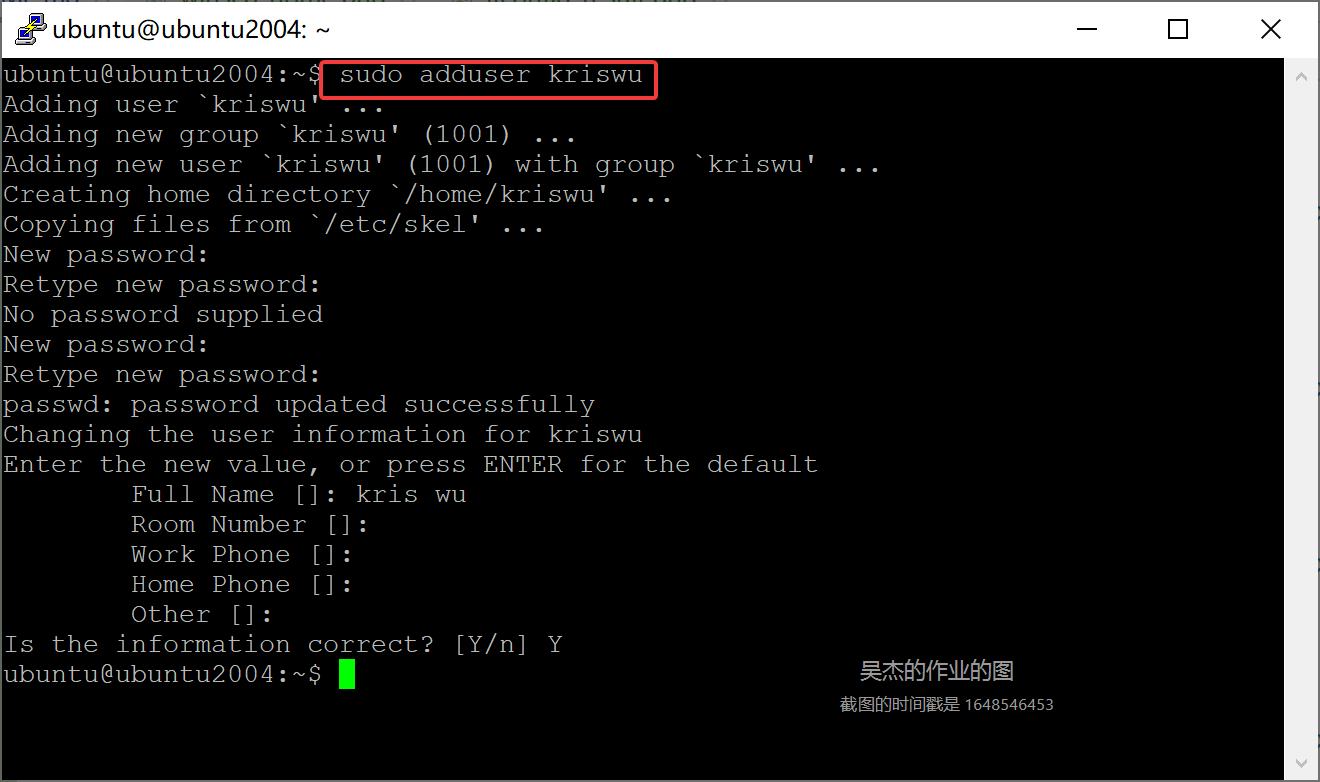 ubuntu@ubuntu2004: ~
ubuntu@ubuntu2004:~$ sudo adduser kriswu
Adding user `kriswu' ...
Adding new group `kriswu' (1001) ...
Adding new user `kriswu' (1001) with group `kriswu' ...
Creating home directory `/home/kriswu' ...
Copying files from `/etc/skel' ...
New password:
Retype new password:
No password supplied
New password:
Retype new password:
passwd: password updated successfully
Changing the user information for kriswu
Enter the new value, or press ENTER for the default
Full Name []: kris wu
Room Number []:
Work Phone []:
Home Phone []:
Other []:
Is the information correct? [Y/n] Y
ubuntu@ubuntu2004:~$
吴杰的作业的图
截图的时间戳是 1648546453